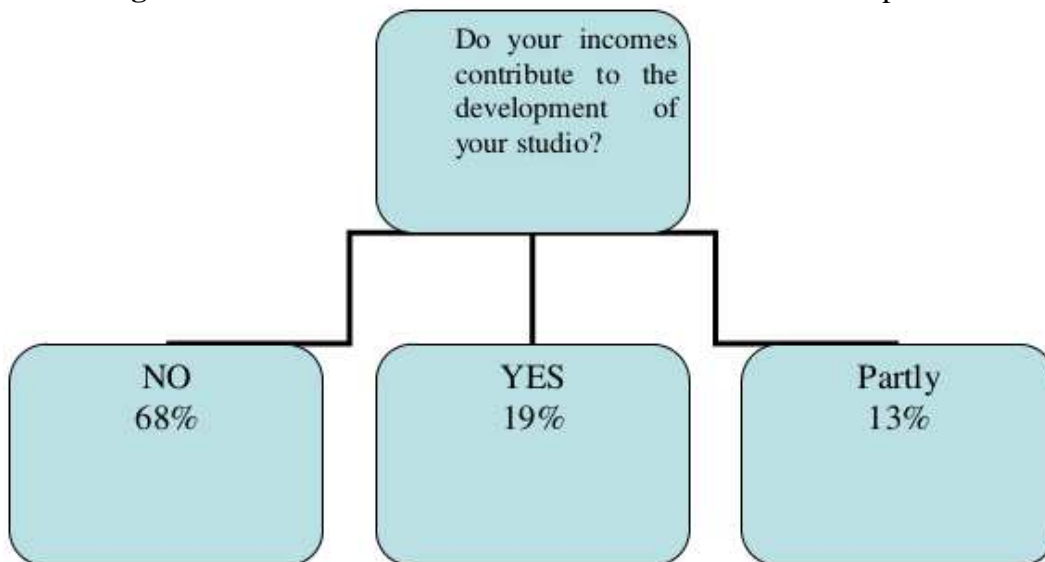 Do your incomes
contribute to the
development of
your studio?
NO
68%
YES
19%
Partly
13%